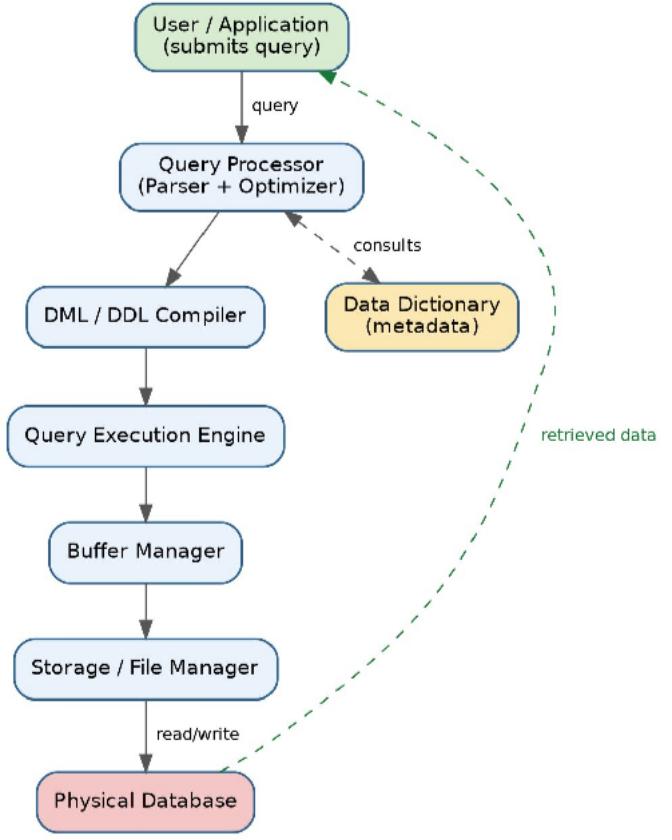 User / Application
(submits query)
query
Query Processor
(Parser + Optimizer)
consults
DML / DDL Compiler
Data Dictionary
(metadata)
Query Execution Engine
retrieved data
Buffer Manager
Storage / File Manager
read/write
Physical Database